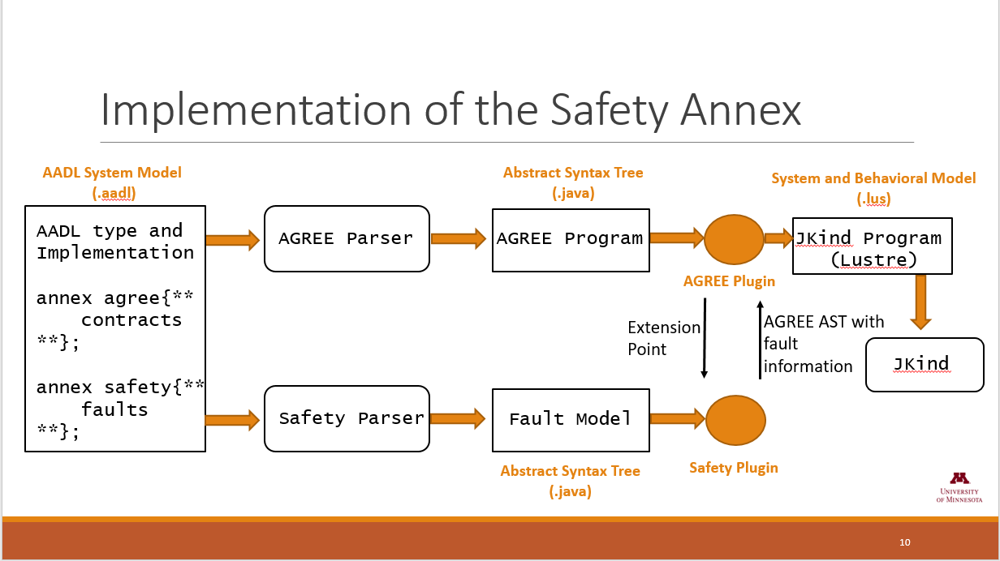 Implementation of the Safety Annex
AADL System Model
(.aadl)
AADL type and
Implementation
annex agree{**
contracts
**};
annex safety{**
faults
**};
AGREE Parser
Abstract Syntax Tree
(.java)
AGREE Program
AGREE Plugin
System and Behavioral Model
(.lus)
JKind Program
(Lustre)
Extension
Point
AGREE AST with
fault
information
JKind
Safety Parser
Fault Model
Abstract Syntax Tree
(.java)
Safety Plugin
UNIVERSITY
OF MINNESOTA
10